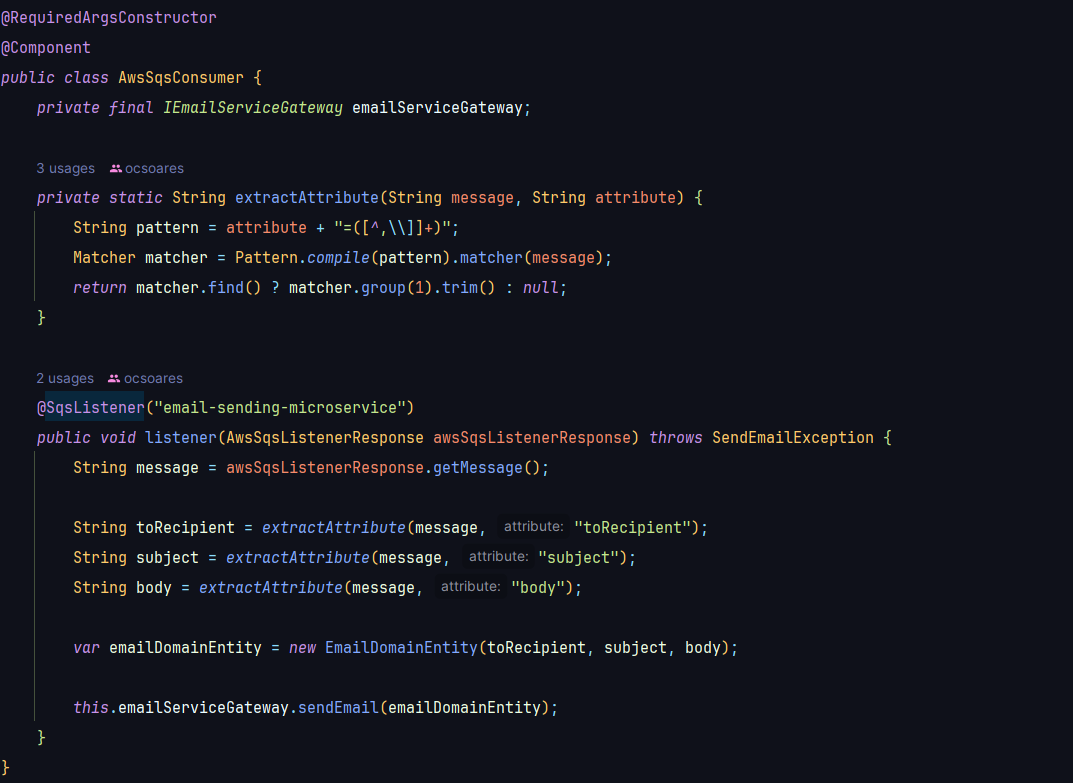 @RequiredArgsConstructor
@Component
public class AwsSqsConsumer {
    private final IEmailServiceGateway emailServiceGateway;

    3 usages  ocsoares
    private static String extractAttribute(String message, String attribute) {
        String pattern = attribute + "=([^,\\]]+)";
        Matcher matcher = Pattern.compile(pattern).matcher(message);
        return matcher.find() ? matcher.group(1).trim() : null;
    }

    2 usages  ocsoares
    @SqsListener("email-sending-microservice")
    public void listener(AwsSqsListenerResponse awsSqsListenerResponse) throws SendEmailException {
        String message = awsSqsListenerResponse.getMessage();

        String toRecipient = extractAttribute(message, attribute: "toRecipient");
        String subject = extractAttribute(message, attribute: "subject");
        String body = extractAttribute(message, attribute: "body");

        var emailDomainEntity = new EmailDomainEntity(toRecipient, subject, body);

        this.emailServiceGateway.sendEmail(emailDomainEntity);
    }
}